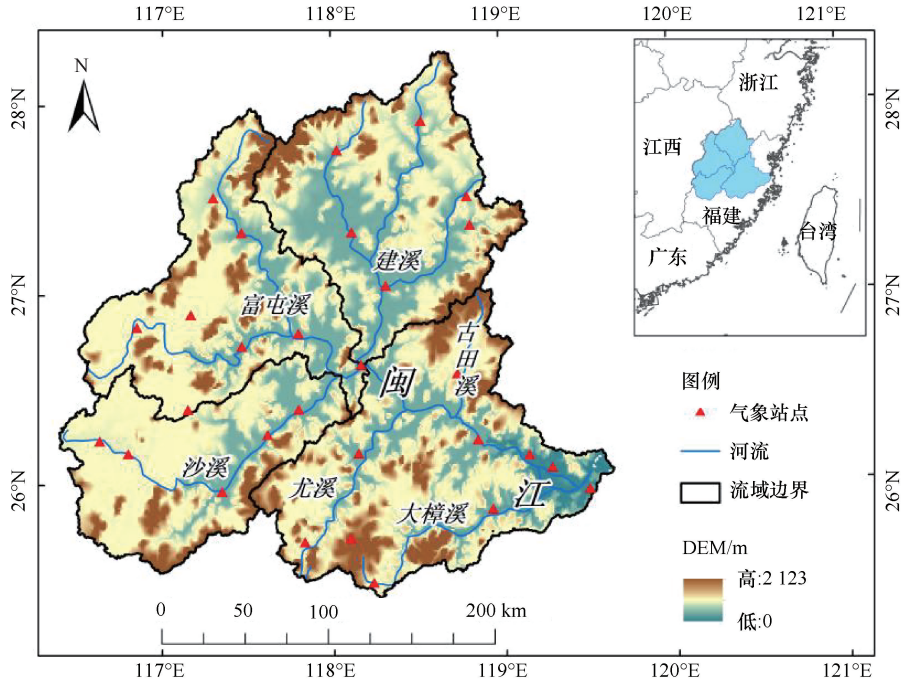 117°E 118°E 119°E 120°E 121°E
N
28°N
27°N
26°N
28°N
27°N
26°N
浙江
江西
福建
台湾
广东
建溪
富屯溪
古田溪
闽
沙溪
尤溪
大樟溪
江
图例
气象站点
河流
流域边界
DEM/m
高:2 123
低:0
0 50 100 200 km
117°E 118°E 119°E 120°E 121°E